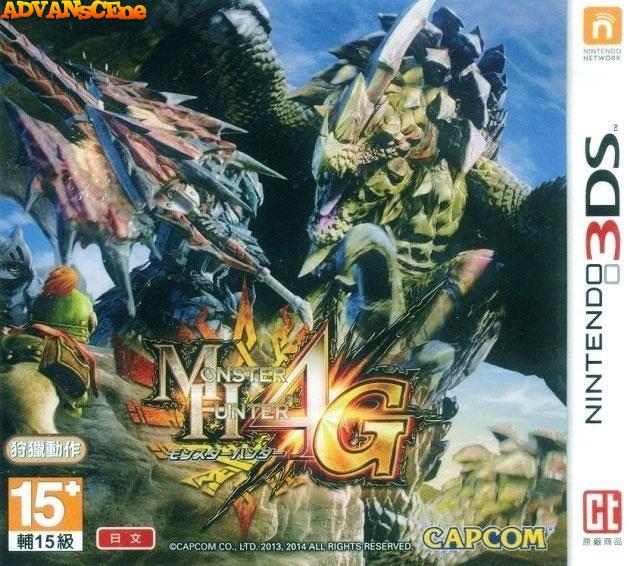 ADVANsCEne
NINTENDO
NETWORK
NINTENDO 3DS™
MONSTER
HUNTER 4G
モンスターハンター
狩獵動作
15+
輔15級
日文
©CAPCOM CO., LTD. 2013, 2014 ALL RIGHTS RESERVED.
CAPCOM
Ct
原廠商品